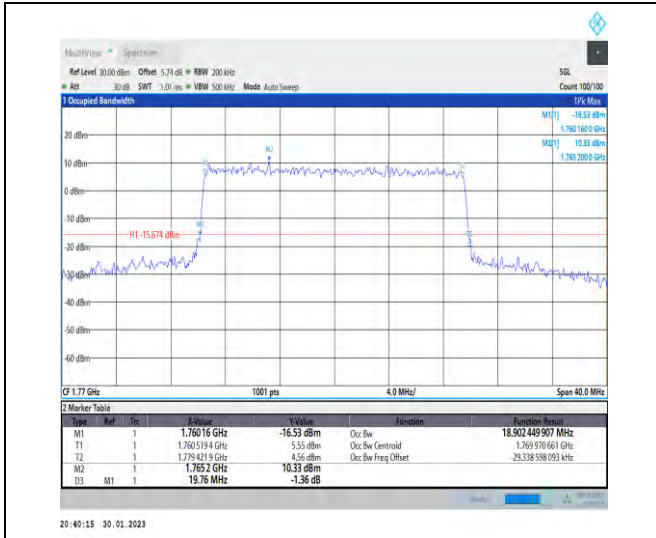 MultiView Spectrum
Ref Level 30.00 dBm Offset 5.74 dB RBW 200 kHz SGL
Att 30 dB SWT 1.01 ms VBW 500 kHz Mode Auto Sweep Count 100/100
1 Occupied Bandwidth 1Pk Max
M1[1] -16.53 dBm
1.760 160 0 GHz
M2[1] 10.33 dBm
1.765 200 0 GHz
20 dBm
M2
T1 T2
10 dBm
0 dBm
-10 dBm
M1
H1 -15.674 dBm
D3
-20 dBm
-30 dBm
-40 dBm
-50 dBm
-60 dBm
CF 1.77 GHz 1001 pts 4.0 MHz/ Span 40.0 MHz
2 Marker Table
Type Ref Trc X-Value Y-Value Function Function Result
M1 1 1.76016 GHz -16.53 dBm Occ Bw 18.902 449 907 MHz
T1 1 1.760 519 4 GHz 5.55 dBm Occ Bw Centroid 1.769 970 661 GHz
T2 1 1.779 421 9 GHz 4.56 dBm Occ Bw Freq Offset -29.338 598 093 kHz
M2 1 1.765 2 GHz 10.33 dBm
D3 M1 1 19.76 MHz -1.36 dB
20:40:15 30.01.2023